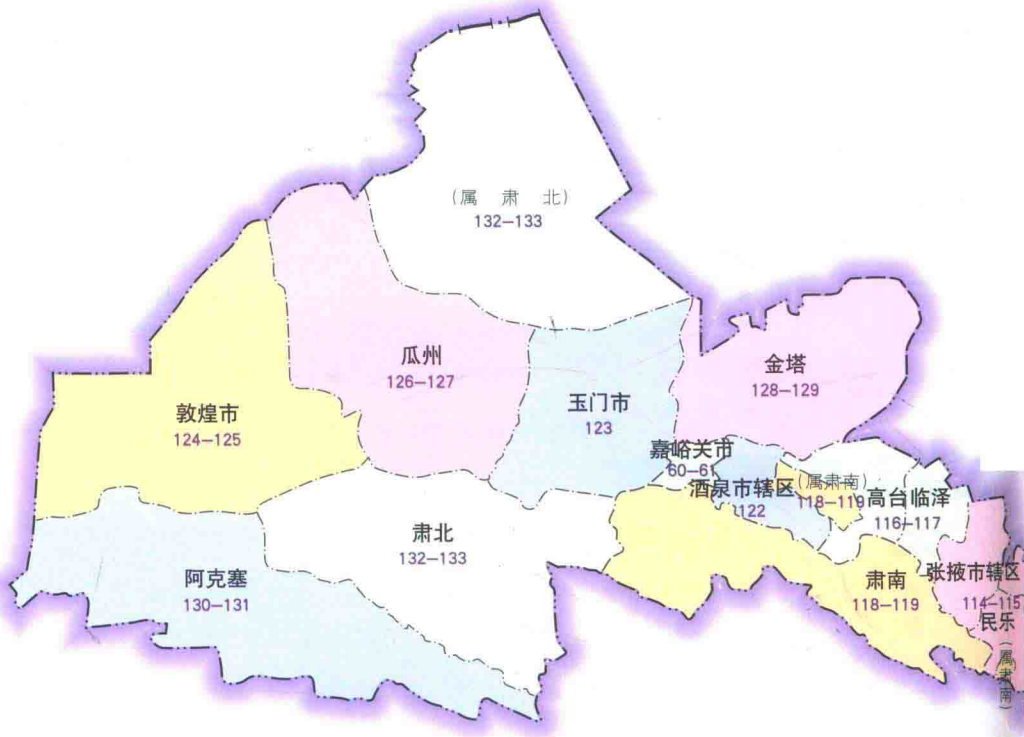 (属 肃 北)
132—133
瓜州
126—127
金塔
128—129
玉门市
123
敦煌市
124—125
嘉峪关市
60—61
酒泉市辖区
122
(属肃南)
118—119
高台临泽
116—117
肃北
132—133
阿克塞
130—131
肃南
118—119
张掖市辖区
114—115
民乐
(属肃南)